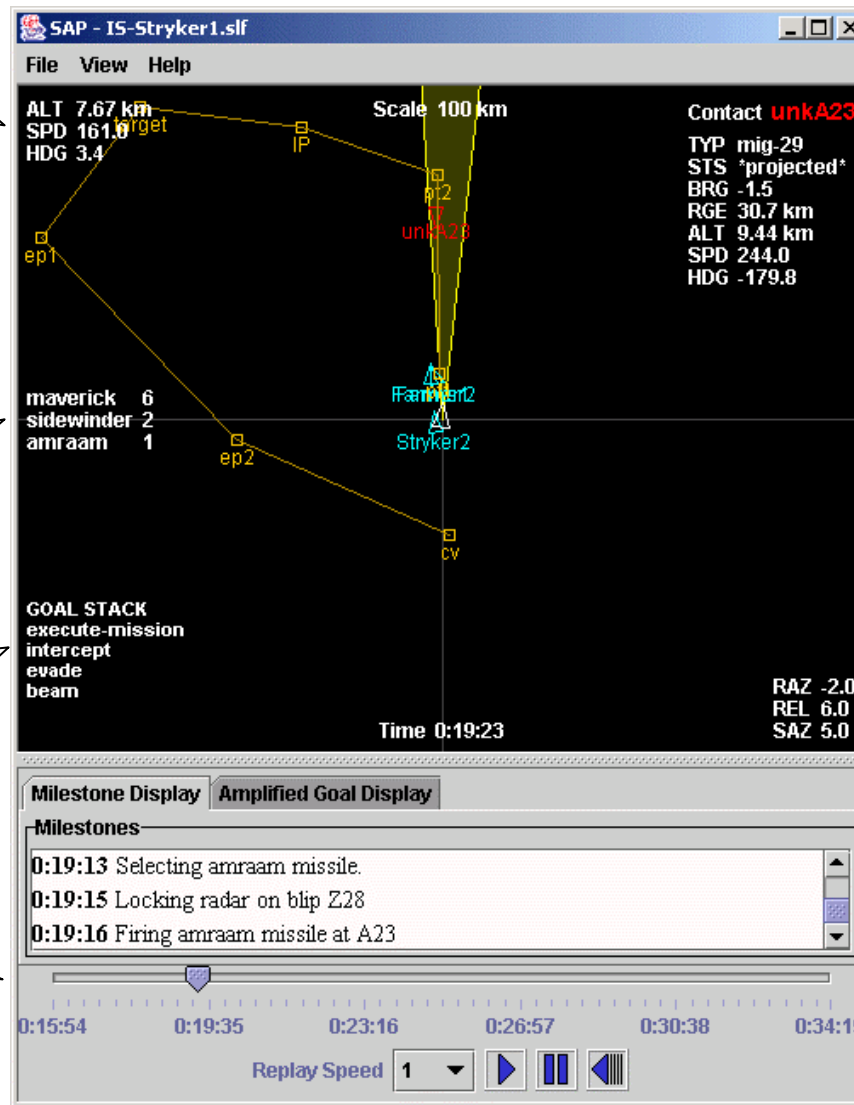 SAP - IS-Stryker1.slf
File View Help
ALT 7.67 km
SPD 161.0
HDG 3.4
target
IP
Scale 100 km
pt2
unkA23
ep1
Contact unkA23
TYP mig-29
STS *projected*
BRG -1.5
RGE 30.7 km
ALT 9.44 km
SPD 244.0
HDG -179.8
maverick 6
sidewinder 2
amraam 1
Stryker2
ep2
cv
GOAL STACK
execute-mission
intercept
evade
beam
Time 0:19:23
RAZ -2.0
REL 6.0
SAZ 5.0
Milestone Display Amplified Goal Display
Milestones
0:19:13 Selecting amraam missile.
0:19:15 Locking radar on blip Z28
0:19:16 Firing amraam missile at A23
0:15:54 0:19:35 0:23:16 0:26:57 0:30:38
Replay Speed 1